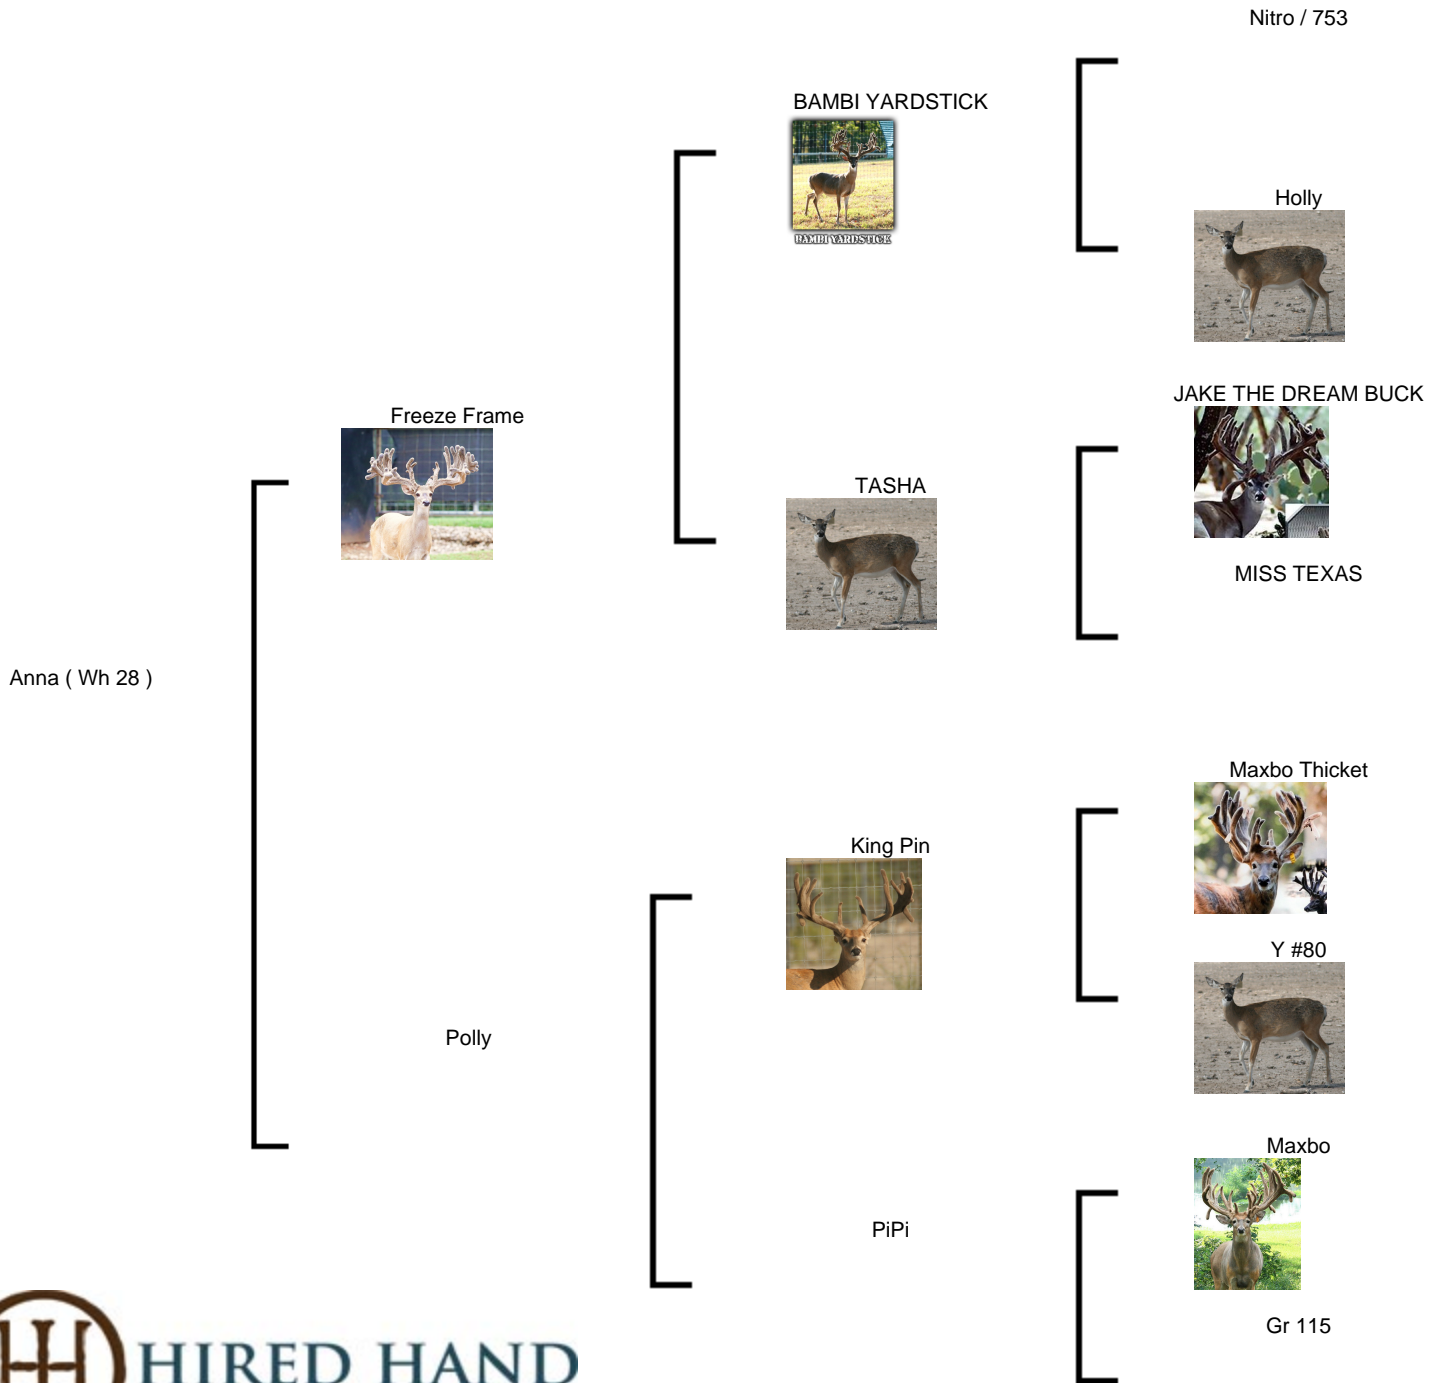 Nitro / 753
BAMBI YARDSTICK
BAMBI YARDSTICK
Holly
JAKE THE DREAM BUCK
Freeze Frame
TASHA
MISS TEXAS
Anna ( Wh 28 )
Maxbo Thicket
King Pin
Y #80
Polly
Maxbo
PiPi
Gr 115
HIRED HAND